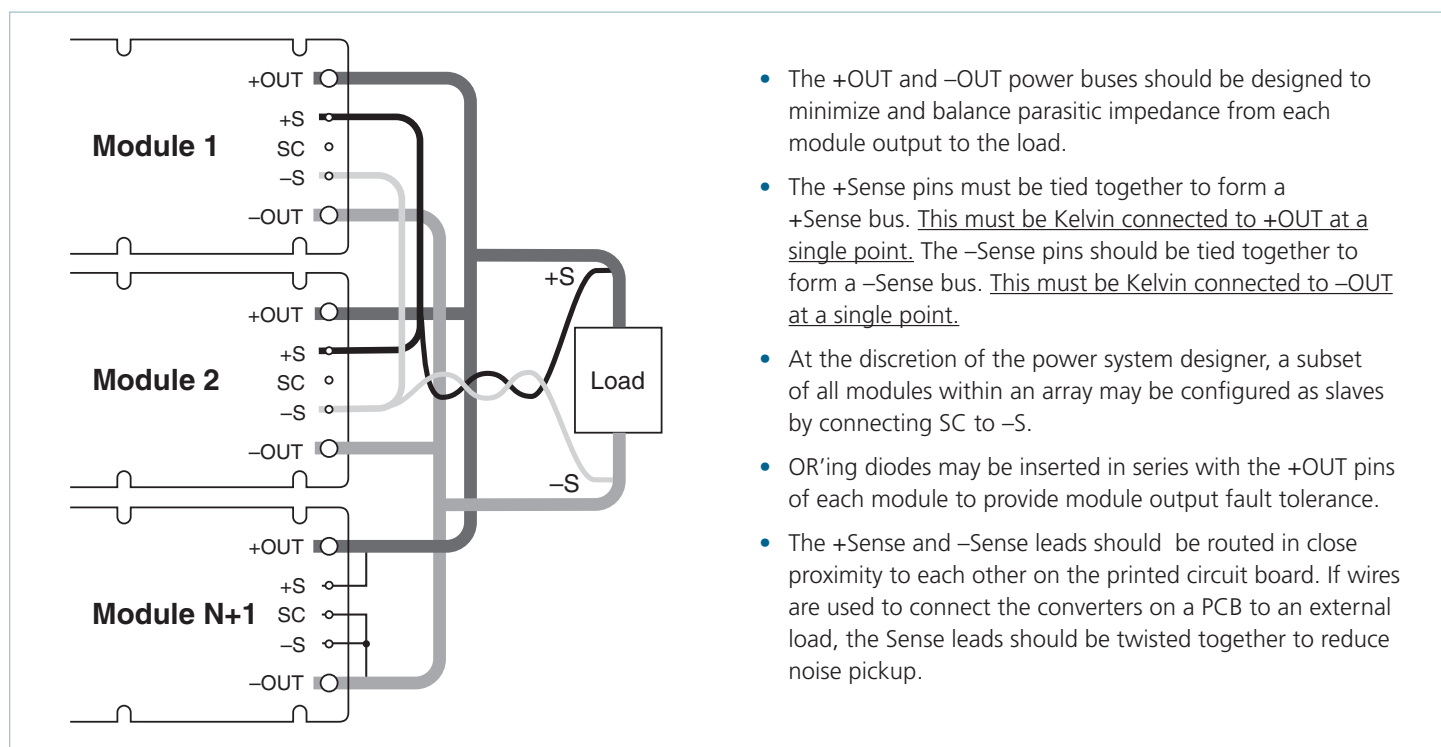 +OUT
+S
Module 1
SC
–S
–OUT
+OUT
+S
Module 2
SC
–S
–OUT
+OUT
+S
Module N+1
SC
–S
–OUT
+S
Load
–S
• The +OUT and –OUT power buses should be designed to
minimize and balance parasitic impedance from each
module output to the load.
• The +Sense pins must be tied together to form a
+Sense bus. This must be Kelvin connected to +OUT at a
single point. The –Sense pins should be tied together to
form a –Sense bus. This must be Kelvin connected to –OUT
at a single point.
• At the discretion of the power system designer, a subset
of all modules within an array may be configured as slaves
by connecting SC to –S.
• OR'ing diodes may be inserted in series with the +OUT pins
of each module to provide module output fault tolerance.
• The +Sense and –Sense leads should be routed in close
proximity to each other on the printed circuit board. If wires
are used to connect the converters on a PCB to an external
load, the Sense leads should be twisted together to reduce
noise pickup.